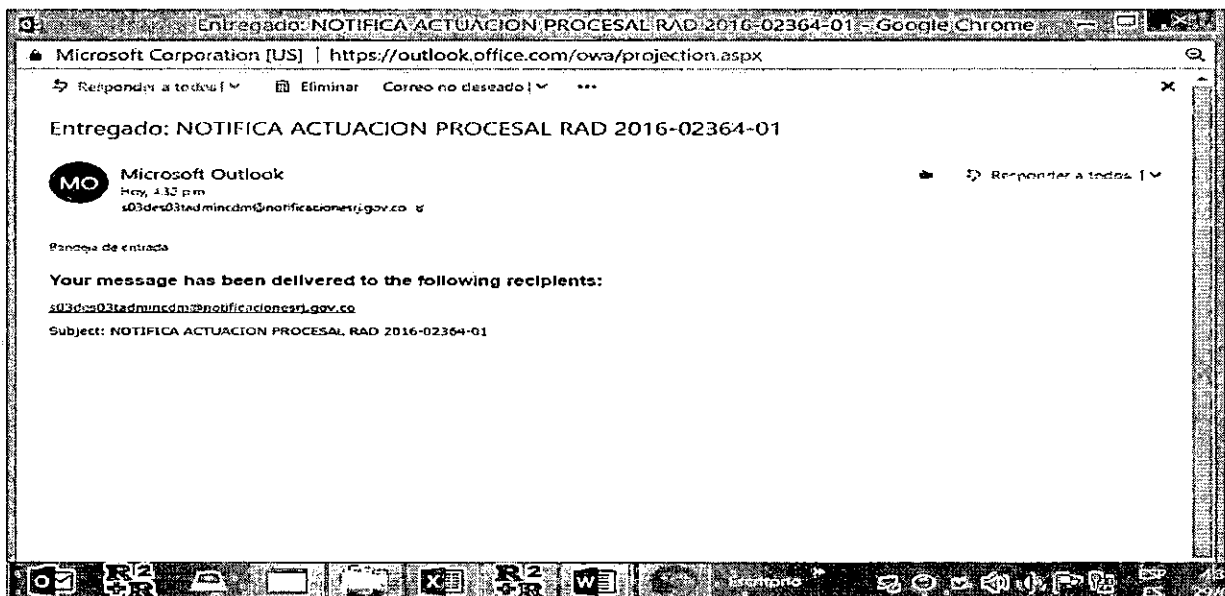 Entregado: NOTIFICA ACTUACION PROCESAL RAD 2016-02364-01 - Google Chrome
Microsoft Corporation [US] | https://outlook.office.com/owa/projection.aspx
Responder a todos | Eliminar Correo no deseado | ...
Entregado: NOTIFICA ACTUACION PROCESAL RAD 2016-02364-01
MO
Microsoft Outlook
Responder a todos |
Hoy, p.m.
s03des03tadmincdm@notificacionesrj.gov.co
Bandeja de entrada
Your message has been delivered to the following recipients:
s03des03tadmincdm@notificacionesrj.gov.co
Subject: NOTIFICA ACTUACION PROCESAL RAD 2016-02364-01
Escritorio
ESP